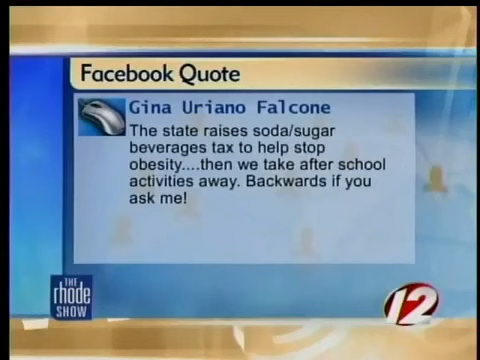 Facebook Quote
Gina Uriano Falcone
The state raises soda/sugar
beverages tax to help stop
obesity....then we take after school
activities away. Backwards if you
ask me!
THE
rhode
SHOW
12